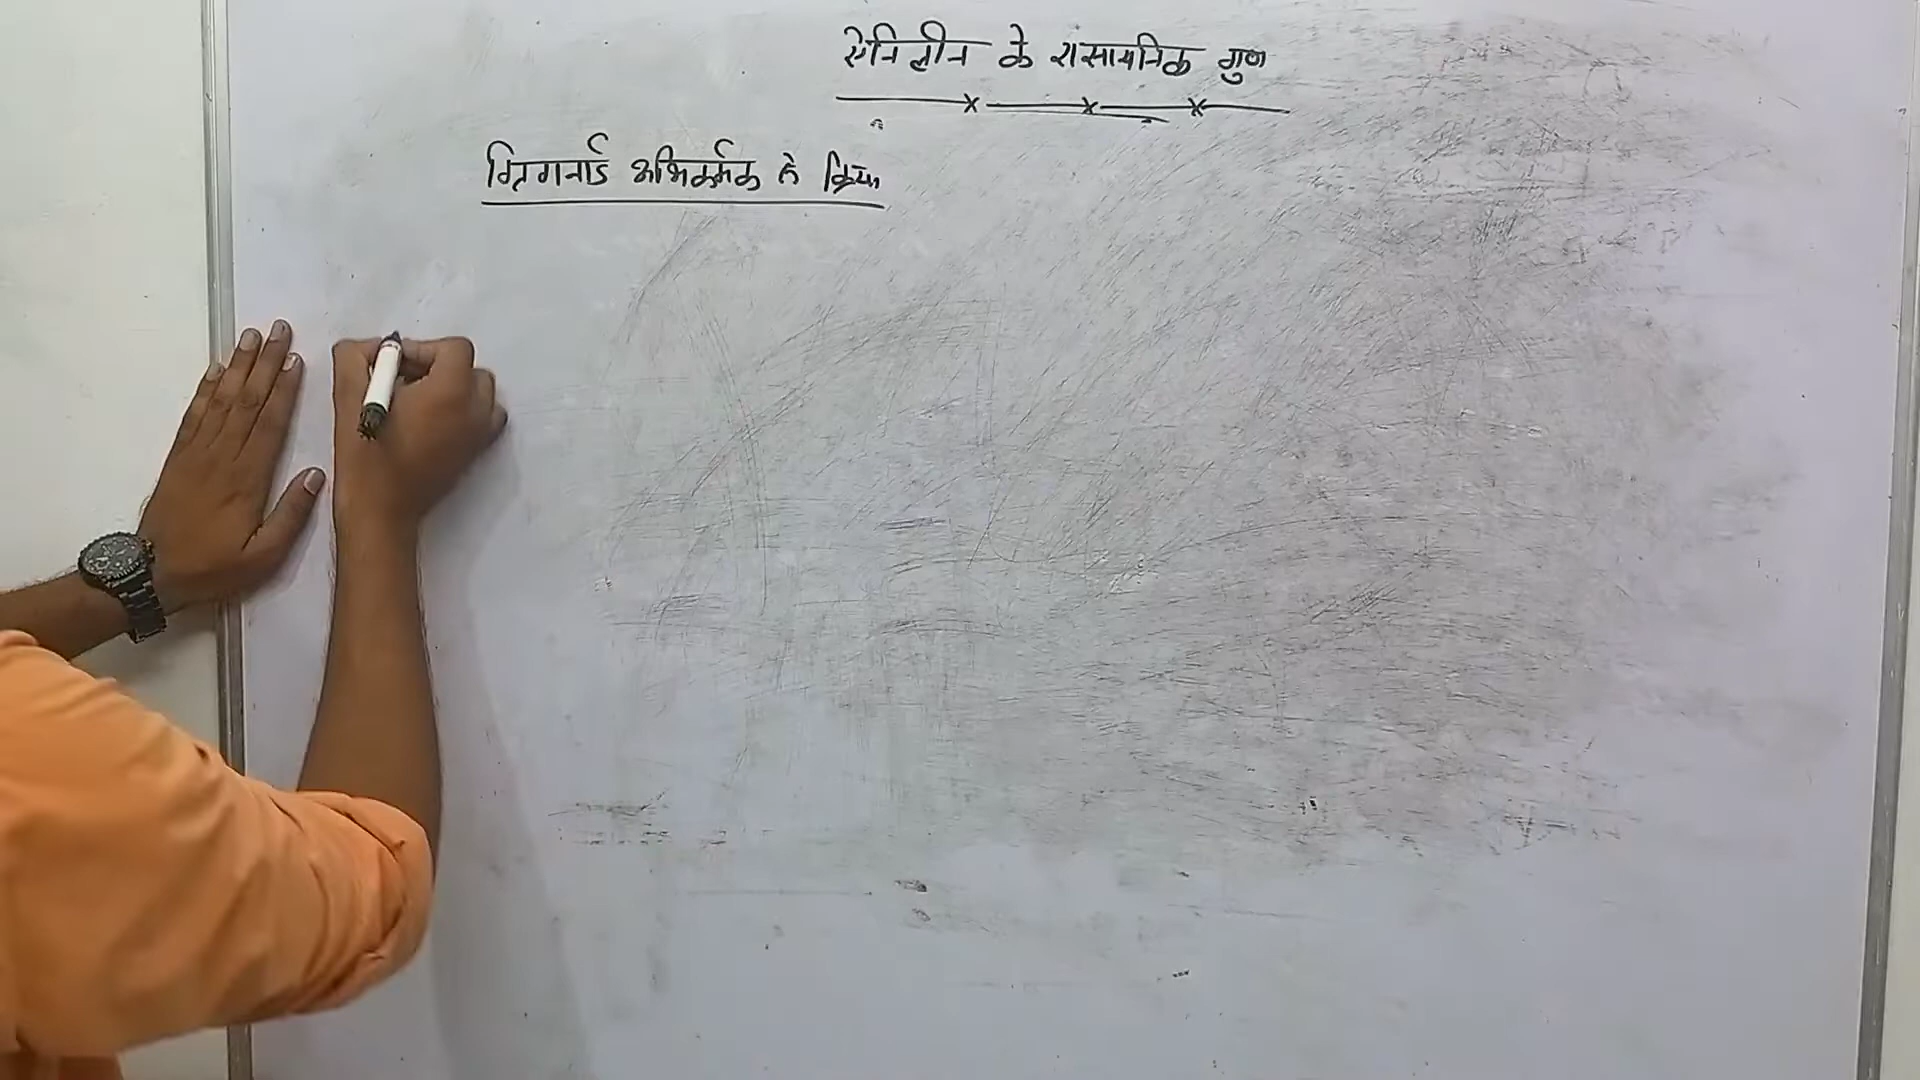 ऐनिलीन के रासायनिक गुण
ग्रिगनार्ड अभिकर्मक से क्रिया